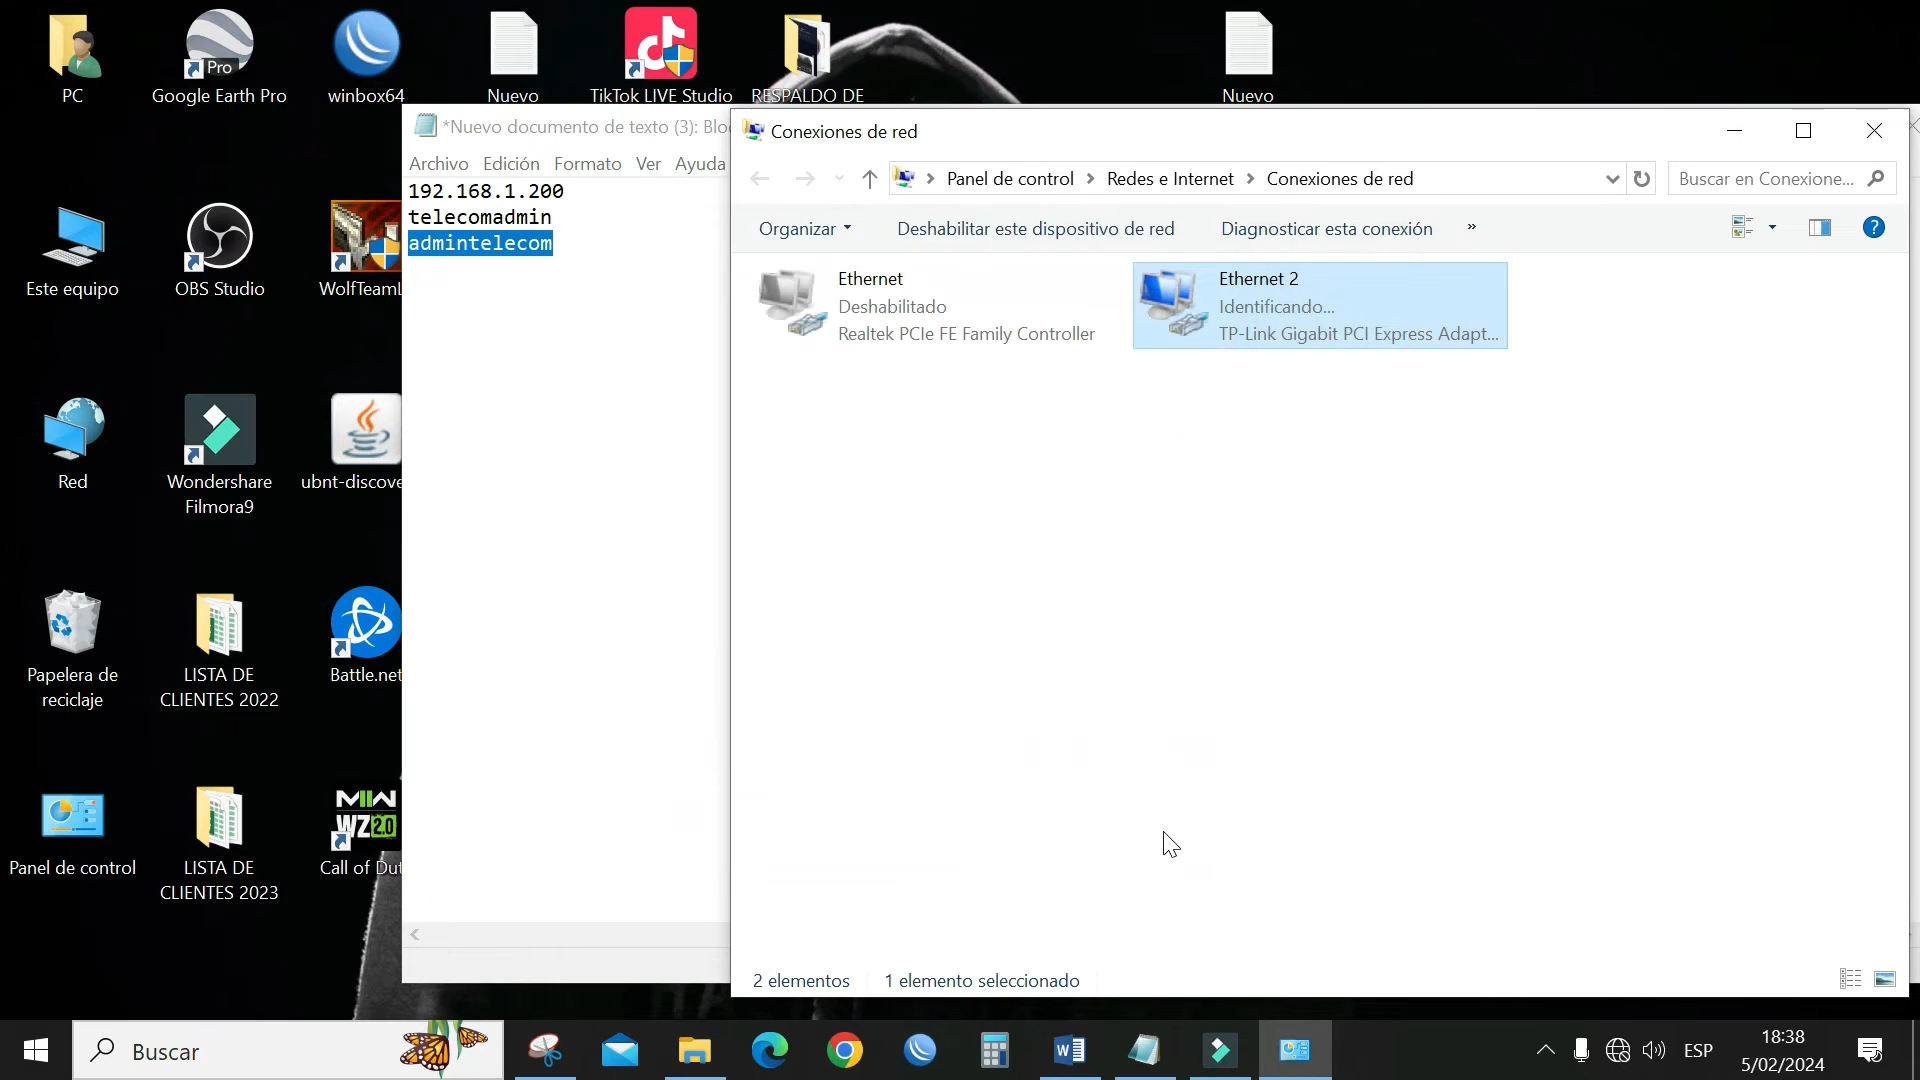 PC
Pro
Google Earth Pro
winbox64
Nuevo
TikTok LIVE Studio
RESPALDO DE
Nuevo
Este equipo
OBS Studio
WolfTeamL
Red
Wondershare
Filmora9
ubnt-discove
Papelera de
reciclaje
LISTA DE
CLIENTES 2022
Battle.net
Panel de control
LISTA DE
CLIENTES 2023
MW
WZ 2.0
Call of Dut
*Nuevo documento de texto (3): Blo
Archivo Edición Formato Ver Ayuda
192.168.1.200
telecomadmin
admintelecom
Conexiones de red
Panel de control > Redes e Internet > Conexiones de red
Buscar en Conexione...
Organizar
Deshabilitar este dispositivo de red
Diagnosticar esta conexión
»
Ethernet
Deshabilitado
Realtek PCIe FE Family Controller
Ethernet 2
Identificando...
TP-Link Gigabit PCI Express Adapt...
2 elementos
1 elemento seleccionado
Buscar
ESP
18:38
5/02/2024